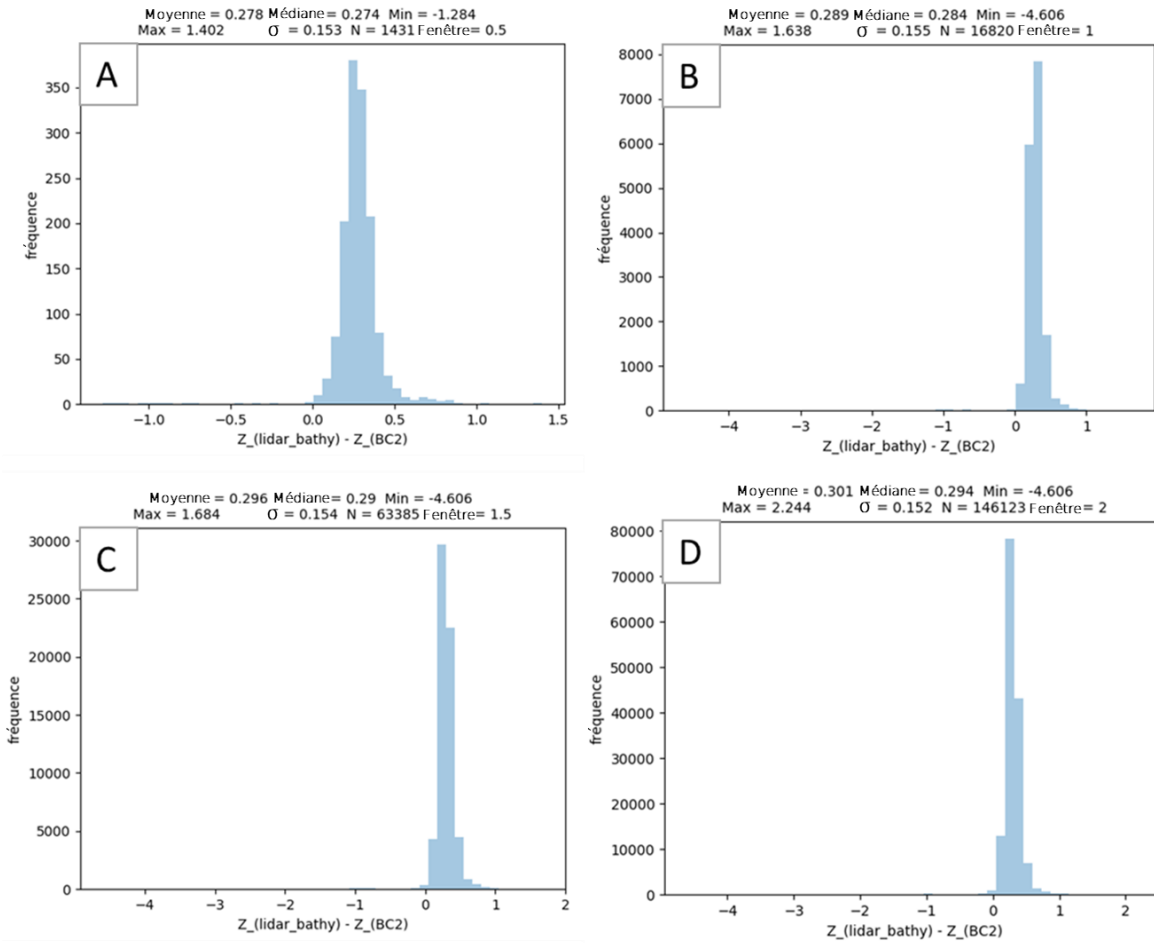 Moyenne = 0.278 Médiane = 0.274 Min = -1.284
Max = 1.402 σ = 0.153 N = 1431 Fenêtre= 0.5
A
350
300
250
200
150
100
50
0
fréquence
−1.0 −0.5 0.0 0.5 1.0 1.5
Z_(lidar_bathy) - Z_(BC2)
Moyenne = 0.289 Médiane = 0.284 Min = -4.606
Max = 1.638 σ = 0.155 N = 16820 Fenêtre= 1
B
8000
7000
6000
5000
4000
3000
2000
1000
0
fréquence
−4 −3 −2 −1 0 1
Z_(lidar_bathy) - Z_(BC2)
Moyenne = 0.296 Médiane= 0.29 Min = -4.606
Max = 1.684 σ = 0.154 N = 63385 Fenêtre= 1.5
C
30000
25000
20000
15000
10000
5000
0
fréquence
−4 −3 −2 −1 0 1 2
Z_(lidar_bathy) - Z_(BC2)
Moyenne = 0.301 Médiane = 0.294 Min = -4.606
Max = 2.244 σ = 0.152 N = 146123 Fenêtre= 2
D
80000
70000
60000
50000
40000
30000
20000
10000
0
fréquence
−4 −3 −2 −1 0 1 2
Z_(lidar_bathy) - Z_(BC2)